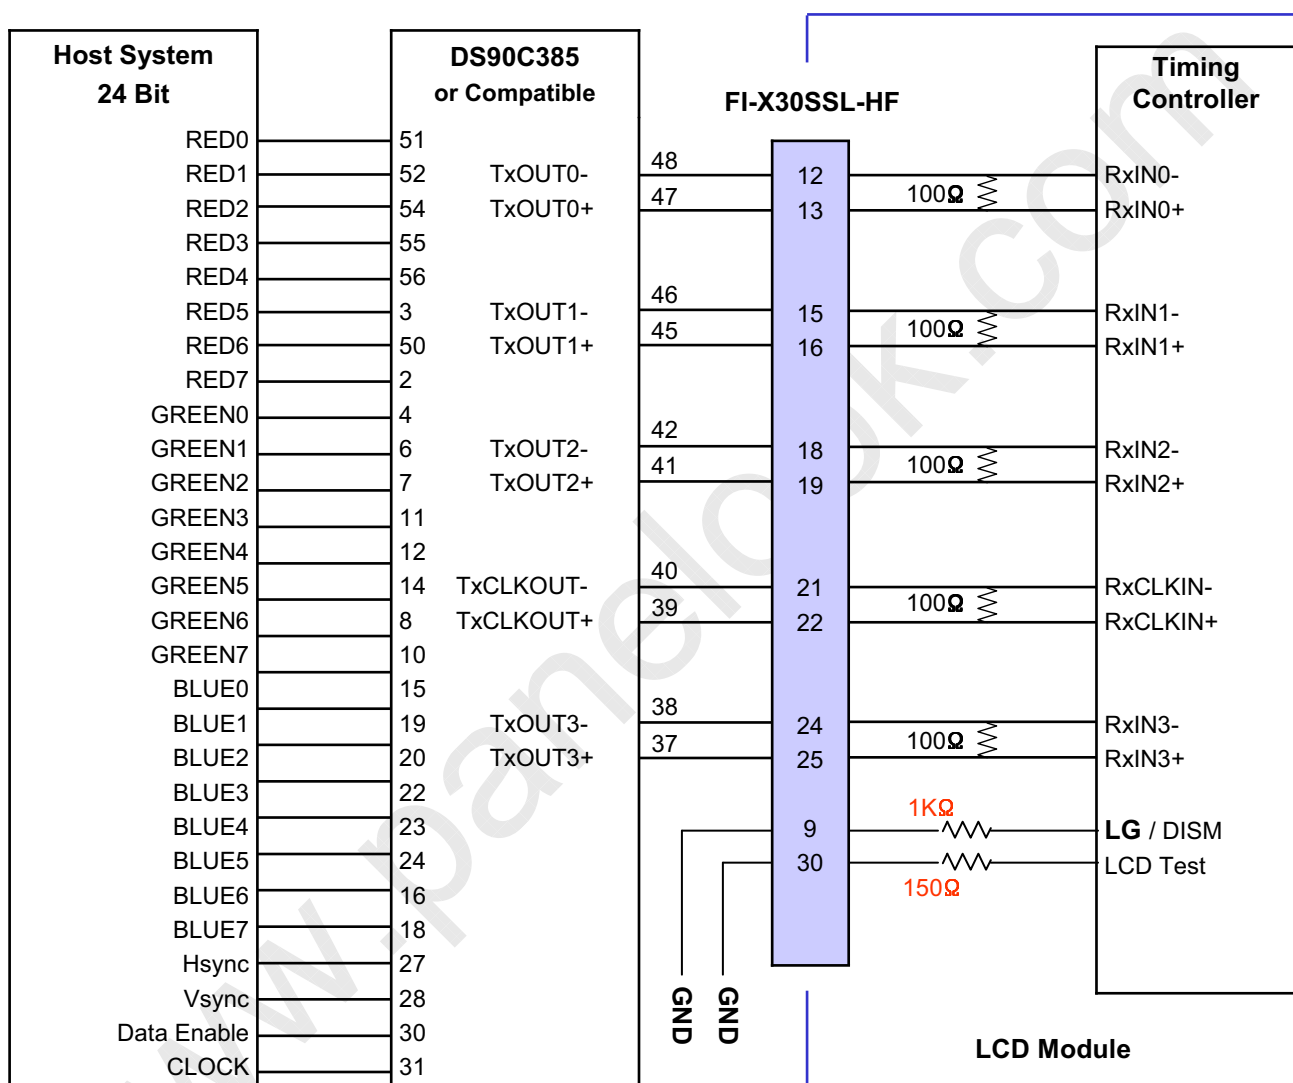 Host System
24 Bit
DS90C385
or Compatible
FI-X30SSL-HF
Timing
Controller
RED0 51
RED1 52 TxOUT0- 48 12 RxIN0-
100Ω
RED2 54 TxOUT0+ 47 13 RxIN0+
RED3 55
RED4 56
RED5 3 TxOUT1- 46 15 RxIN1-
100Ω
RED6 50 TxOUT1+ 45 16 RxIN1+
RED7 2
GREEN0 4
GREEN1 6 TxOUT2- 42 18 RxIN2-
100Ω
GREEN2 7 TxOUT2+ 41 19 RxIN2+
GREEN3 11
GREEN4 12
GREEN5 14 TxCLKOUT- 40 21 RxCLKIN-
100Ω
GREEN6 8 TxCLKOUT+ 39 22 RxCLKIN+
GREEN7 10
BLUE0 15
BLUE1 19 TxOUT3- 38 24 RxIN3-
100Ω
BLUE2 20 TxOUT3+ 37 25 RxIN3+
BLUE3 22
1KΩ
BLUE4 23 9 LG / DISM
BLUE5 24 30 LCD Test
BLUE6 16 150Ω
BLUE7 18
Hsync 27
Vsync 28
Data Enable 30
CLOCK 31
GND
GND
LCD Module
w.panelook.com